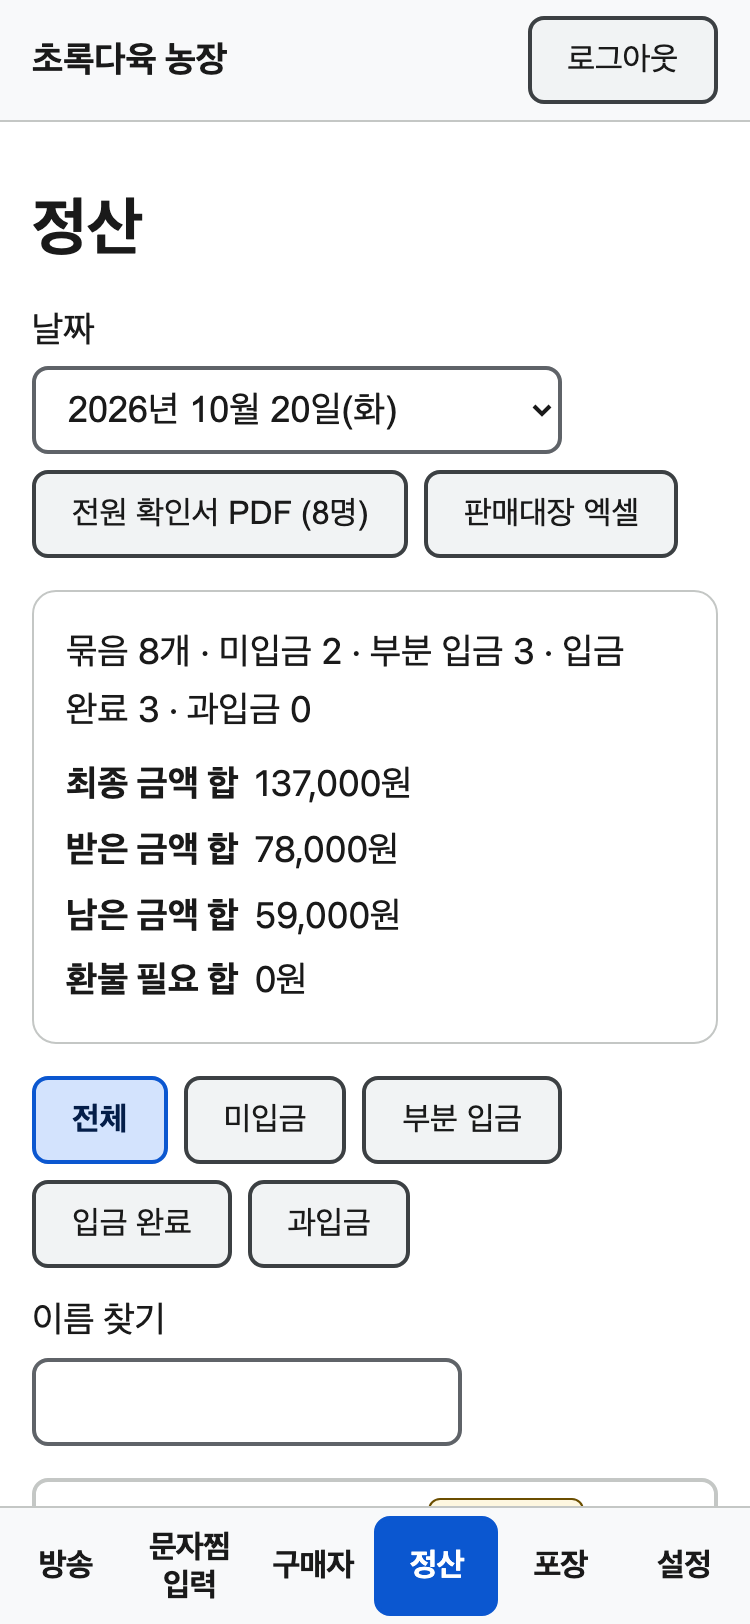 초록다육 농장
로그아웃
정산
날짜
2026년 10월 20일(화)
전원 확인서 PDF (8명)
판매대장 엑셀
묶음 8개 · 미입금 2 · 부분 입금 3 · 입금
완료 3 · 과입금 0
최종 금액 합 137,000원
받은 금액 합 78,000원
남은 금액 합 59,000원
환불 필요 합 0원
전체
미입금
부분 입금
입금 완료
과입금
이름 찾기
방송
문자찜
입력
구매자
정산
포장
설정